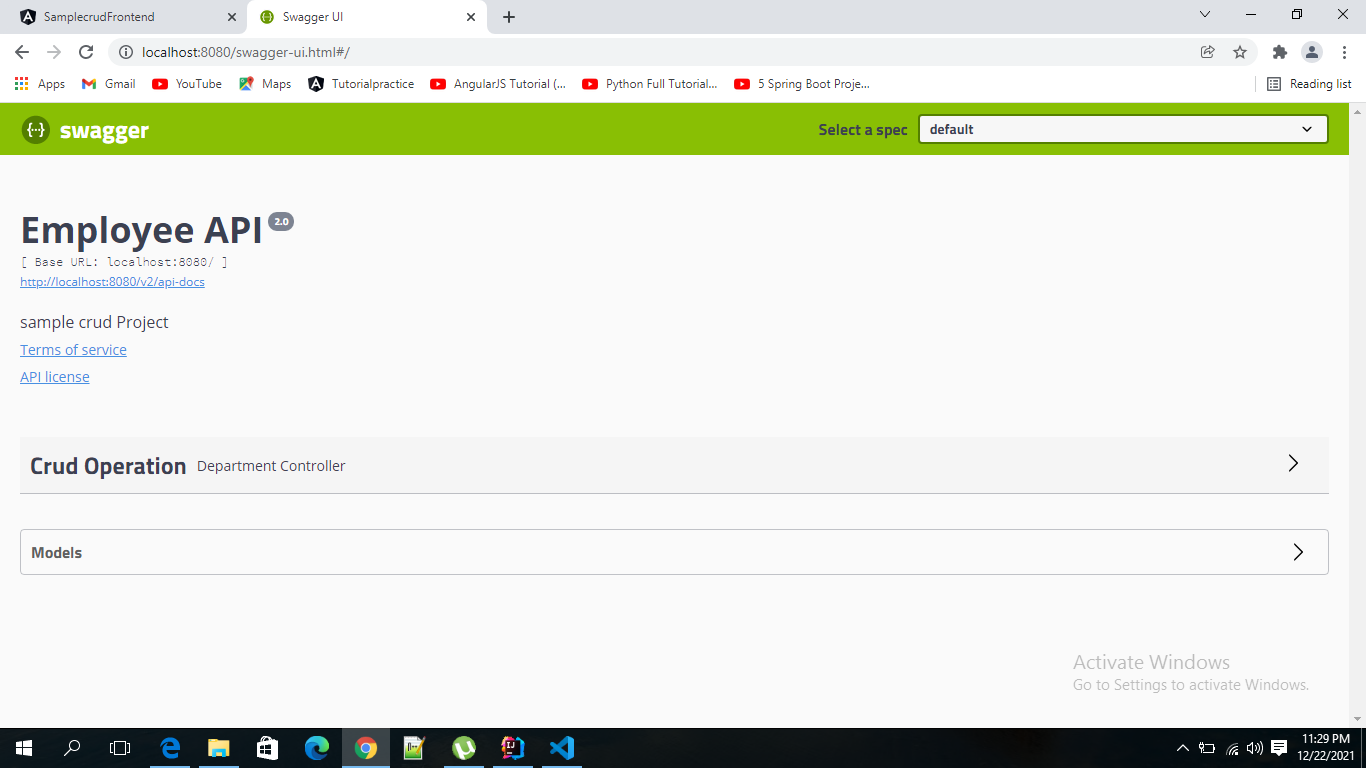 SamplecrudFrontend
Swagger UI
localhost:8080/swagger-ui.html#/
Apps
Gmail
YouTube
Maps
Tutorialpractice
AngularJS Tutorial (...
Python Full Tutorial...
5 Spring Boot Proje...
Reading list
{··}
swagger
Select a spec
default
Employee API 2.0
[ Base URL: localhost:8080/ ]
http://localhost:8080/v2/api-docs
sample crud Project
Terms of service
API license
Crud Operation Department Controller
Models
Activate Windows
Go to Settings to activate Windows.
11:29 PM
12/22/2021